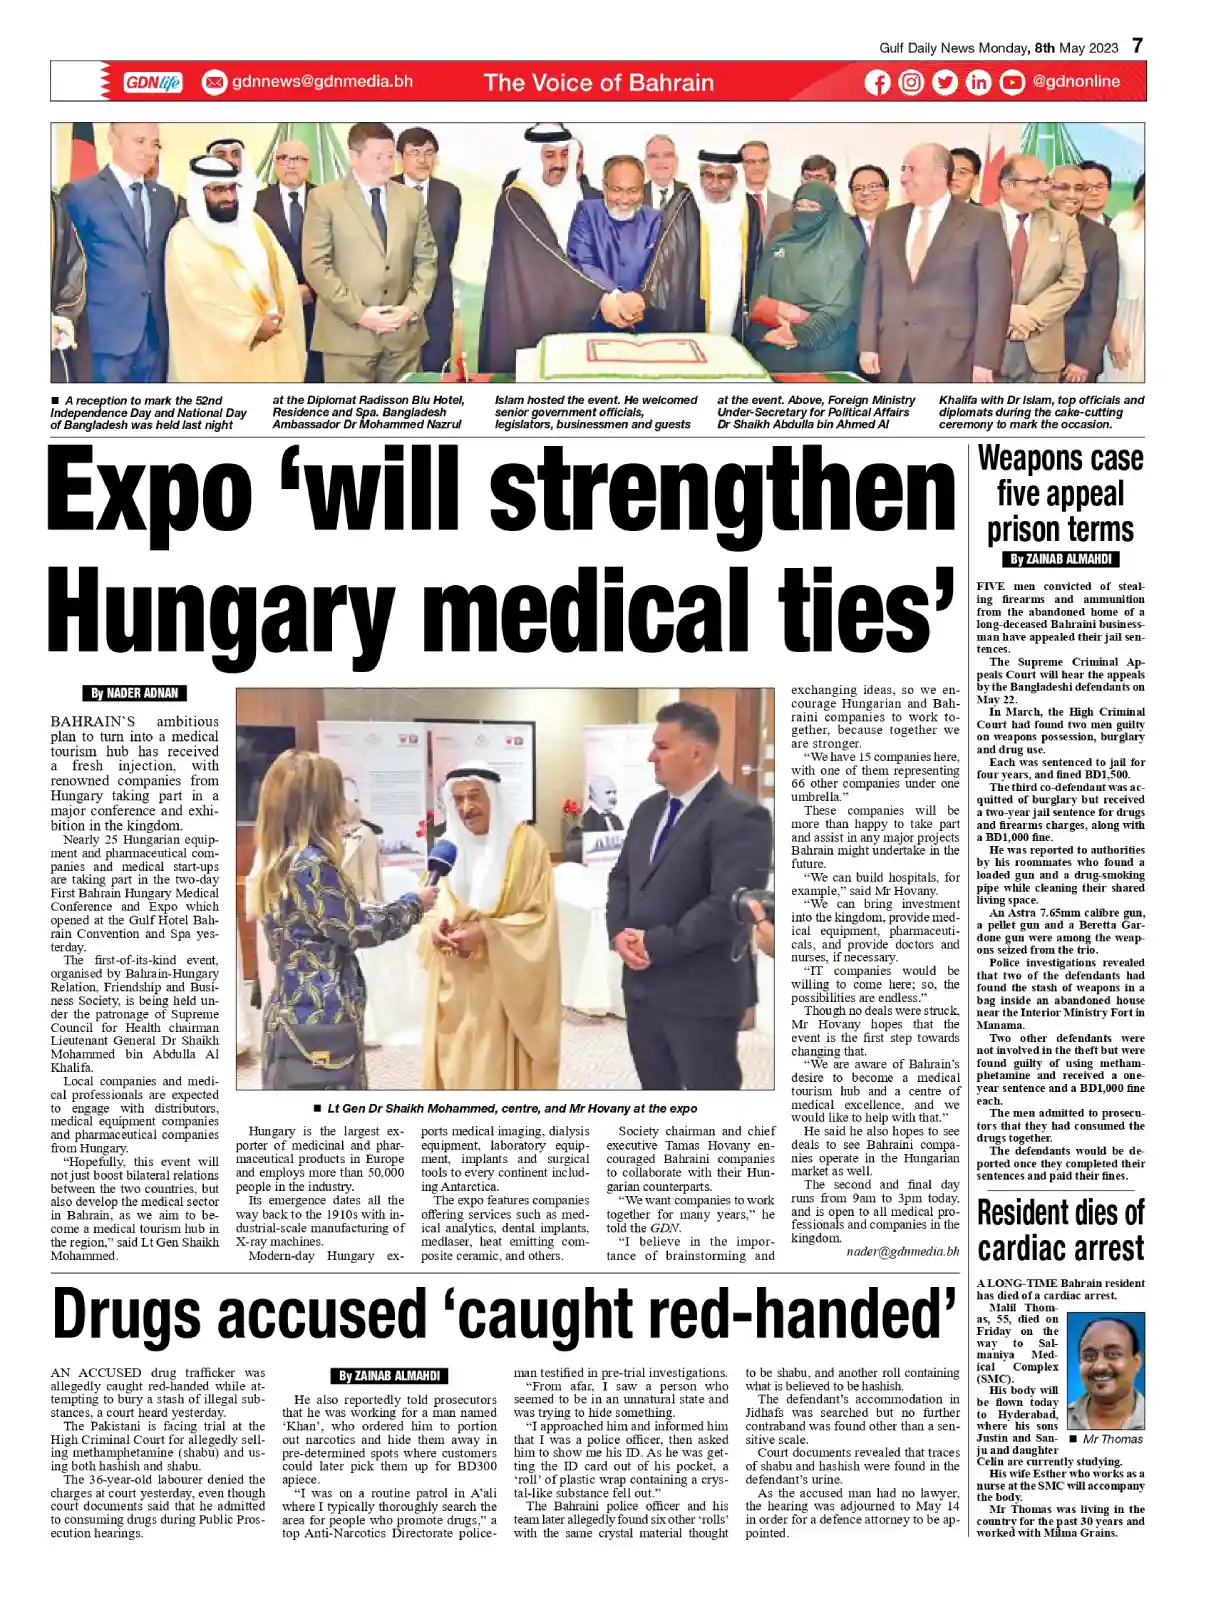 Gulf Daily News Monday, 8th May 2023 7
GDNlife
gdnnews@gdnmedia.bh
The Voice of Bahrain
@gdnonline
■ A reception to mark the 52nd
Independence Day and National Day
of Bangladesh was held last night
at the Diplomat Radisson Blu Hotel,
Residence and Spa. Bangladesh
Ambassador Dr Mohammed Nazrul
Islam hosted the event. He welcomed
senior government officials,
legislators, businessmen and guests
at the event. Above, Foreign Ministry
Under-Secretary for Political Affairs
Dr Shaikh Abdulla bin Ahmed Al
Khalifa with Dr Islam, top officials and
diplomats during the cake-cutting
ceremony to mark the occasion.
Expo ‘will strengthen
Hungary medical ties’
By NADER ADNAN
BAHRAIN’S ambitious
plan to turn into a medical
tourism hub has received
a fresh injection, with
renowned companies from
Hungary taking part in a
major conference and exhi-
bition in the kingdom.
Nearly 25 Hungarian equip-
ment and pharmaceutical com-
panies and medical start-ups
are taking part in the two-day
First Bahrain Hungary Medical
Conference and Expo which
opened at the Gulf Hotel Bah-
rain Convention and Spa yes-
terday.
The first-of-its-kind event,
organised by Bahrain-Hungary
Relation, Friendship and Busi-
ness Society, is being held un-
der the patronage of Supreme
Council for Health chairman
Lieutenant General Dr Shaikh
Mohammed bin Abdulla Al
Khalifa.
Local companies and medi-
cal professionals are expected
to engage with distributors,
medical equipment companies
and pharmaceutical companies
from Hungary.
“Hopefully, this event will
not just boost bilateral relations
between the two countries, but
also develop the medical sector
in Bahrain, as we aim to be-
come a medical tourism hub in
the region,” said Lt Gen Shaikh
Mohammed.
■ Lt Gen Dr Shaikh Mohammed, centre, and Mr Hovany at the expo
Hungary is the largest ex-
porter of medicinal and phar-
maceutical products in Europe
and employs more than 50,000
people in the industry.
Its emergence dates all the
way back to the 1910s with in-
dustrial-scale manufacturing of
X-ray machines.
Modern-day Hungary ex-
ports medical imaging, dialysis
equipment, laboratory equip-
ment, implants and surgical
tools to every continent includ-
ing Antarctica.
The expo features companies
offering services such as med-
ical analytics, dental implants,
medlaser, heat emitting com-
posite ceramic, and others.
Society chairman and chief
executive Tamas Hovany en-
couraged Bahraini companies
to collaborate with their Hun-
garian counterparts.
“We want companies to work
together for many years,” he
told the GDN.
“I believe in the impor-
tance of brainstorming and
exchanging ideas, so we en-
courage Hungarian and Bah-
raini companies to work to-
gether, because together we
are stronger.
“We have 15 companies here,
with one of them representing
66 other companies under one
umbrella.”
These companies will be
more than happy to take part
and assist in any major projects
Bahrain might undertake in the
future.
“We can build hospitals, for
example,” said Mr Hovany.
“We can bring investment
into the kingdom, provide med-
ical equipment, pharmaceuti-
cals, and provide doctors and
nurses, if necessary.
“IT companies would be
willing to come here; so, the
possibilities are endless.”
Though no deals were struck,
Mr Hovany hopes that the
event is the first step towards
changing that.
“We are aware of Bahrain’s
desire to become a medical
tourism hub and a centre of
medical excellence, and we
would like to help with that.”
He said he also hopes to see
deals to see Bahraini compa-
nies operate in the Hungarian
market as well.
The second and final day
runs from 9am to 3pm today,
and is open to all medical pro-
fessionals and companies in the
kingdom.
nader@gdnmedia.bh
Weapons case
five appeal
prison terms
By ZAINAB ALMAHDI
FIVE men convicted of steal-
ing firearms and ammunition
from the abandoned home of a
long-deceased Bahraini business-
man have appealed their jail sen-
tences.
The Supreme Criminal Ap-
peals Court will hear the appeals
by the Bangladeshi defendants on
May 22.
In March, the High Criminal
Court had found two men guilty
on weapons possession, burglary
and drug use.
Each was sentenced to jail for
four years, and fined BD1,500.
The third co-defendant was ac-
quitted of burglary but received
a two-year jail sentence for drugs
and firearms charges, along with
a BD1,000 fine.
He was reported to authorities
by his roommates who found a
loaded gun and a drug-smoking
pipe while cleaning their shared
living space.
An Astra 7.65mm calibre gun,
a pellet gun and a Beretta Gar-
done gun were among the weap-
ons seized from the trio.
Police investigations revealed
that two of the defendants had
found the stash of weapons in a
bag inside an abandoned house
near the Interior Ministry Fort in
Manama.
Two other defendants were
not involved in the theft but were
found guilty of using metham-
phetamine and received a one-
year sentence and a BD1,000 fine
each.
The men admitted to prosecu-
tors that they had consumed the
drugs together.
The defendants would be de-
ported once they completed their
sentences and paid their fines.
Resident dies of
cardiac arrest
A LONG-TIME Bahrain resident
has died of a cardiac arrest.
Malil Thom-
as, 55, died on
Friday on the
way to Sal-
maniya Med-
ical Complex
(SMC).
His body will
be flown today
to Hyderabad,
where his sons
Justin and San-
ju and daughter
Celin are currently studying.
■ Mr Thomas
His wife Esther who works as a
nurse at the SMC will accompany
the body.
Mr Thomas was living in the
country for the past 30 years and
worked with Milma Grains.
Drugs accused ‘caught red-handed’
AN ACCUSED drug trafficker was
allegedly caught red-handed while at-
tempting to bury a stash of illegal sub-
stances, a court heard yesterday.
The Pakistani is facing trial at the
High Criminal Court for allegedly sell-
ing methamphetamine (shabu) and us-
ing both hashish and shabu.
The 36-year-old labourer denied the
charges at court yesterday, even though
court documents said that he admitted
to consuming drugs during Public Pros-
ecution hearings.
By ZAINAB ALMAHDI
He also reportedly told prosecutors
that he was working for a man named
‘Khan’, who ordered him to portion
out narcotics and hide them away in
pre-determined spots where customers
could later pick them up for BD300
apiece.
“I was on a routine patrol in A’ali
where I typically thoroughly search the
area for people who promote drugs,” a
top Anti-Narcotics Directorate police-
man testified in pre-trial investigations.
“From afar, I saw a person who
seemed to be in an unnatural state and
was trying to hide something.
“I approached him and informed him
that I was a police officer, then asked
him to show me his ID. As he was get-
ting the ID card out of his pocket, a
‘roll’ of plastic wrap containing a crys-
tal-like substance fell out.”
The Bahraini police officer and his
team later allegedly found six other ‘rolls’
with the same crystal material thought
to be shabu, and another roll containing
what is believed to be hashish.
The defendant’s accommodation in
Jidhafs was searched but no further
contraband was found other than a sen-
sitive scale.
Court documents revealed that traces
of shabu and hashish were found in the
defendant’s urine.
As the accused man had no lawyer,
the hearing was adjourned to May 14
in order for a defence attorney to be ap-
pointed.